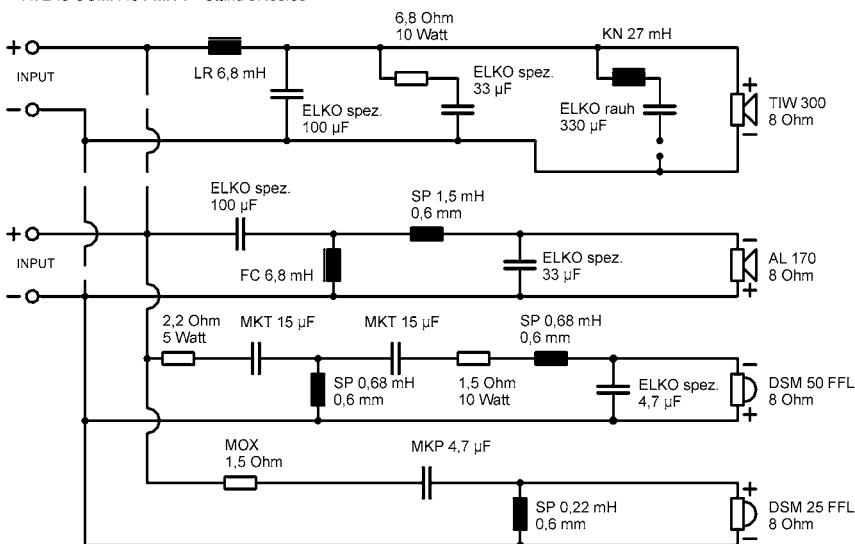 6,8 Ohm
10 Watt
KN 27 mH
+
INPUT
−
LR 6,8 mH
ELKO spez.
100 µF
ELKO spez.
33 µF
ELKO rauh
330 µF
+
TIW 300
8 Ohm
−
ELKO spez.
100 µF
SP 1,5 mH
0,6 mm
+
INPUT
−
FC 6,8 mH
ELKO spez.
33 µF
−
AL 170
8 Ohm
+
2,2 Ohm
5 Watt
MKT 15 µF
MKT 15 µF
SP 0,68 mH
0,6 mm
SP 0,68 mH
0,6 mm
1,5 Ohm
10 Watt
ELKO spez.
4,7 µF
−
DSM 50 FFL
8 Ohm
+
MOX
1,5 Ohm
MKP 4,7 µF
SP 0,22 mH
0,6 mm
+
DSM 25 FFL
8 Ohm
−